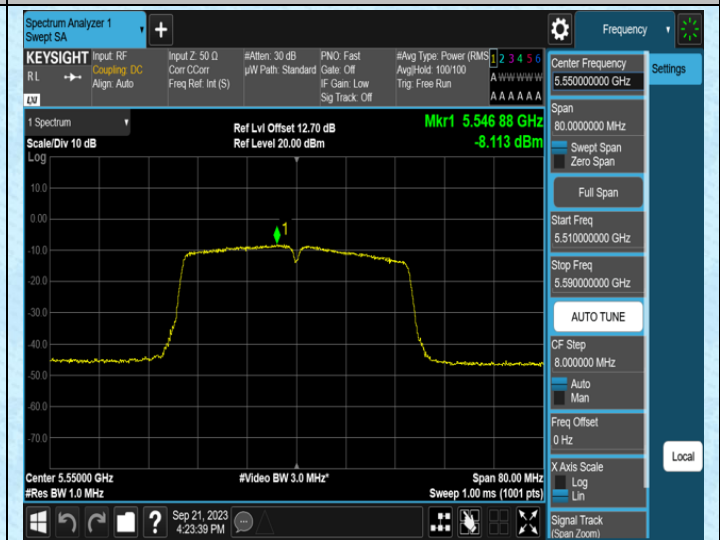 Spectrum Analyzer 1
Swept SA
+
Frequency
KEYSIGHT
RL
LXI
Input: RF
Coupling: DC
Align: Auto
Input Z: 50 Ω
Corr CCorr
Freq Ref: Int (S)
#Atten: 30 dB
µW Path: Standard
PNO: Fast
Gate: Off
IF Gain: Low
Sig Track: Off
#Avg Type: Power (RMS
Avg|Hold: 100/100
Trig: Free Run
1 2 3 4 5 6
A W W W W W
A A A A A A
1 Spectrum
Scale/Div 10 dB
Log
Ref Lvl Offset 12.70 dB
Ref Level 20.00 dBm
Mkr1 5.546 88 GHz
-8.113 dBm
10.0
0.00
-10.0
-20.0
-30.0
-40.0
-50.0
-60.0
-70.0
1
Center 5.55000 GHz
#Res BW 1.0 MHz
#Video BW 3.0 MHz*
Span 80.00 MHz
Sweep 1.00 ms (1001 pts)
Center Frequency
5.550000000 GHz
Settings
Span
80.0000000 MHz
Swept Span
Zero Span
Full Span
Start Freq
5.510000000 GHz
Stop Freq
5.590000000 GHz
AUTO TUNE
CF Step
8.000000 MHz
Auto
Man
Freq Offset
0 Hz
X Axis Scale
Log
Lin
Local
Signal Track
(Span Zoom)
?
Sep 21, 2023
4:23:39 PM